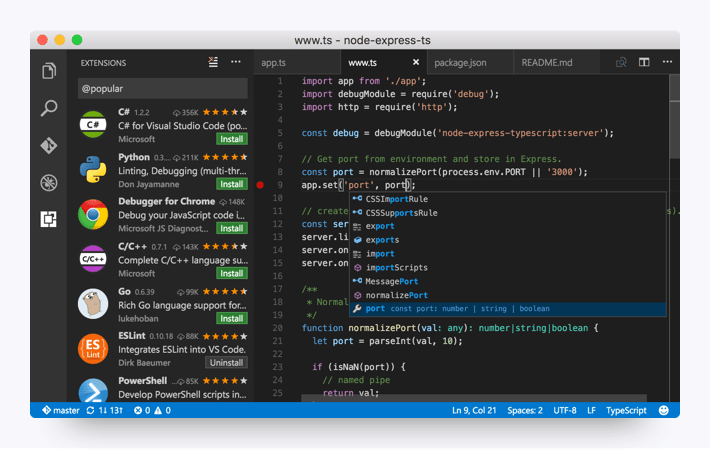 www.ts - node-express-ts
EXTENSIONS
@popular
C# 1.2.2 356K
C# for Visual Studio Code (po...
Microsoft Install
Python 0.3... 211K
Linting, Debugging (multi-thr...
Don Jayamanne Install
Debugger for Chrome 148K
Debug your JavaScript code i...
Microsoft JS Diagnost... Install
C/C++ 0.7.1 143K
Complete C/C++ language su...
Microsoft Install
Go 0.6.39 99K
Rich Go language support for...
lukehoban Install
ESLint 0.10.18 88K
Integrates ESLint into VS Code.
Dirk Baeumer Uninstall
PowerShell ... 85K
Develop PowerShell scripts in...
C#
C/C++
ES
Lint
app.ts www.ts package.json README.md
1 import app from './app';
2 import debugModule = require('debug');
3 import http = require('http');
4
5 const debug = debugModule('node-express-typescript:server');
6
7 // Get port from environment and store in Express.
8 const port = normalizePort(process.env.PORT || '3000');
9 app.set('port', port);
10
11 // create s).
12 const ser
13 server.li
14 server.on
15 server.on
16
17 /**
18 * Normal
19 */
20 function normalizePort(val: any): number|string|boolean {
21 let port = parseInt(val, 10);
22
23 if (isNaN(port)) {
24 // named pipe
25 return val;
CSSImportRule
CSSSupportsRule
export
exports
import
importScripts
MessagePort
normalizePort
port const port: number | string | boolean
master 1↓ 13↑ 0 0 Ln 9, Col 21 Spaces: 2 UTF-8 LF TypeScript